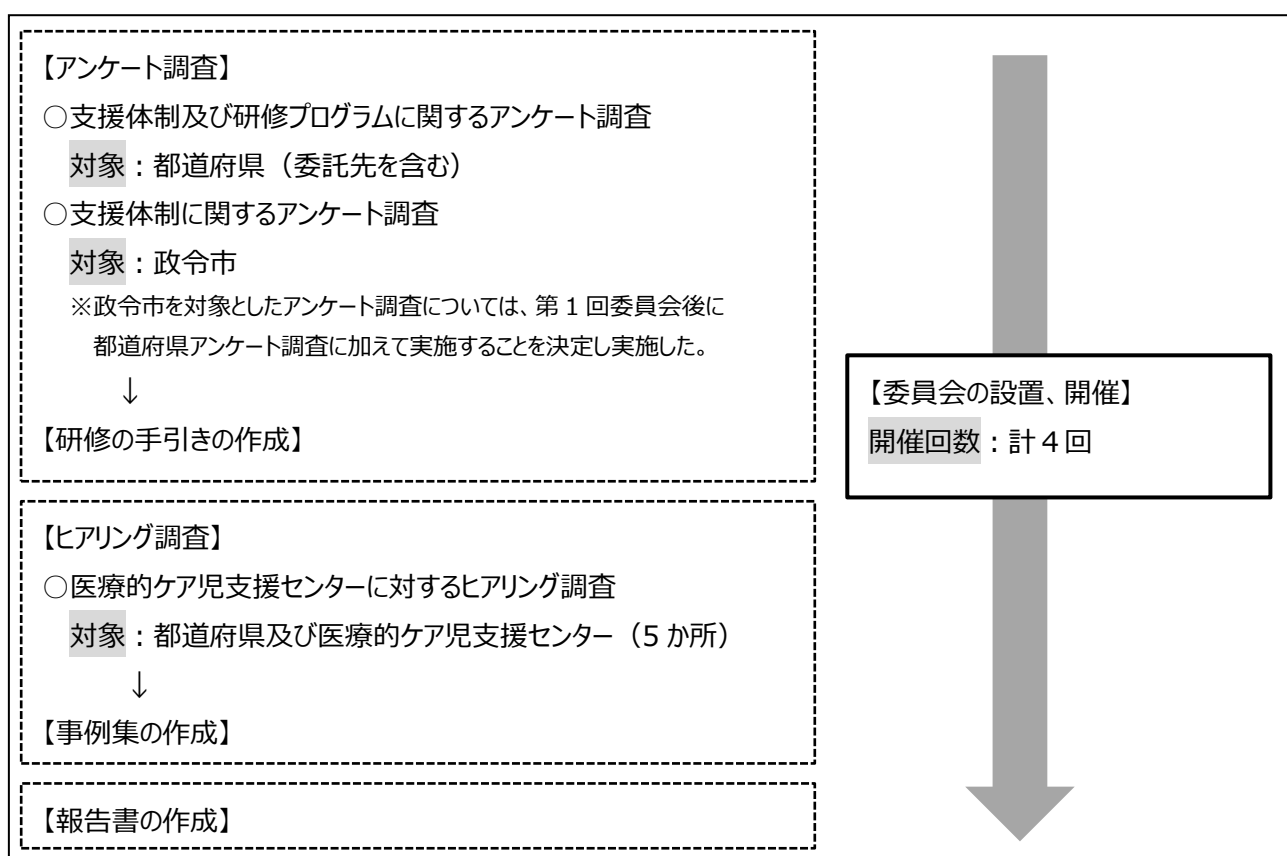 【アンケート調査】
○支援体制及び研修プログラムに関するアンケート調査
対象：都道府県（委託先を含む）
○支援体制に関するアンケート調査
対象：政令市
※政令市を対象としたアンケート調査については、第１回委員会後に
都道府県アンケート調査に加えて実施することを決定し実施した。
↓
【研修の手引きの作成】
【ヒアリング調査】
○医療的ケア児支援センターに対するヒアリング調査
対象：都道府県及び医療的ケア児支援センター（５か所）
↓
【事例集の作成】
【報告書の作成】
【委員会の設置、開催】
開催回数：計４回